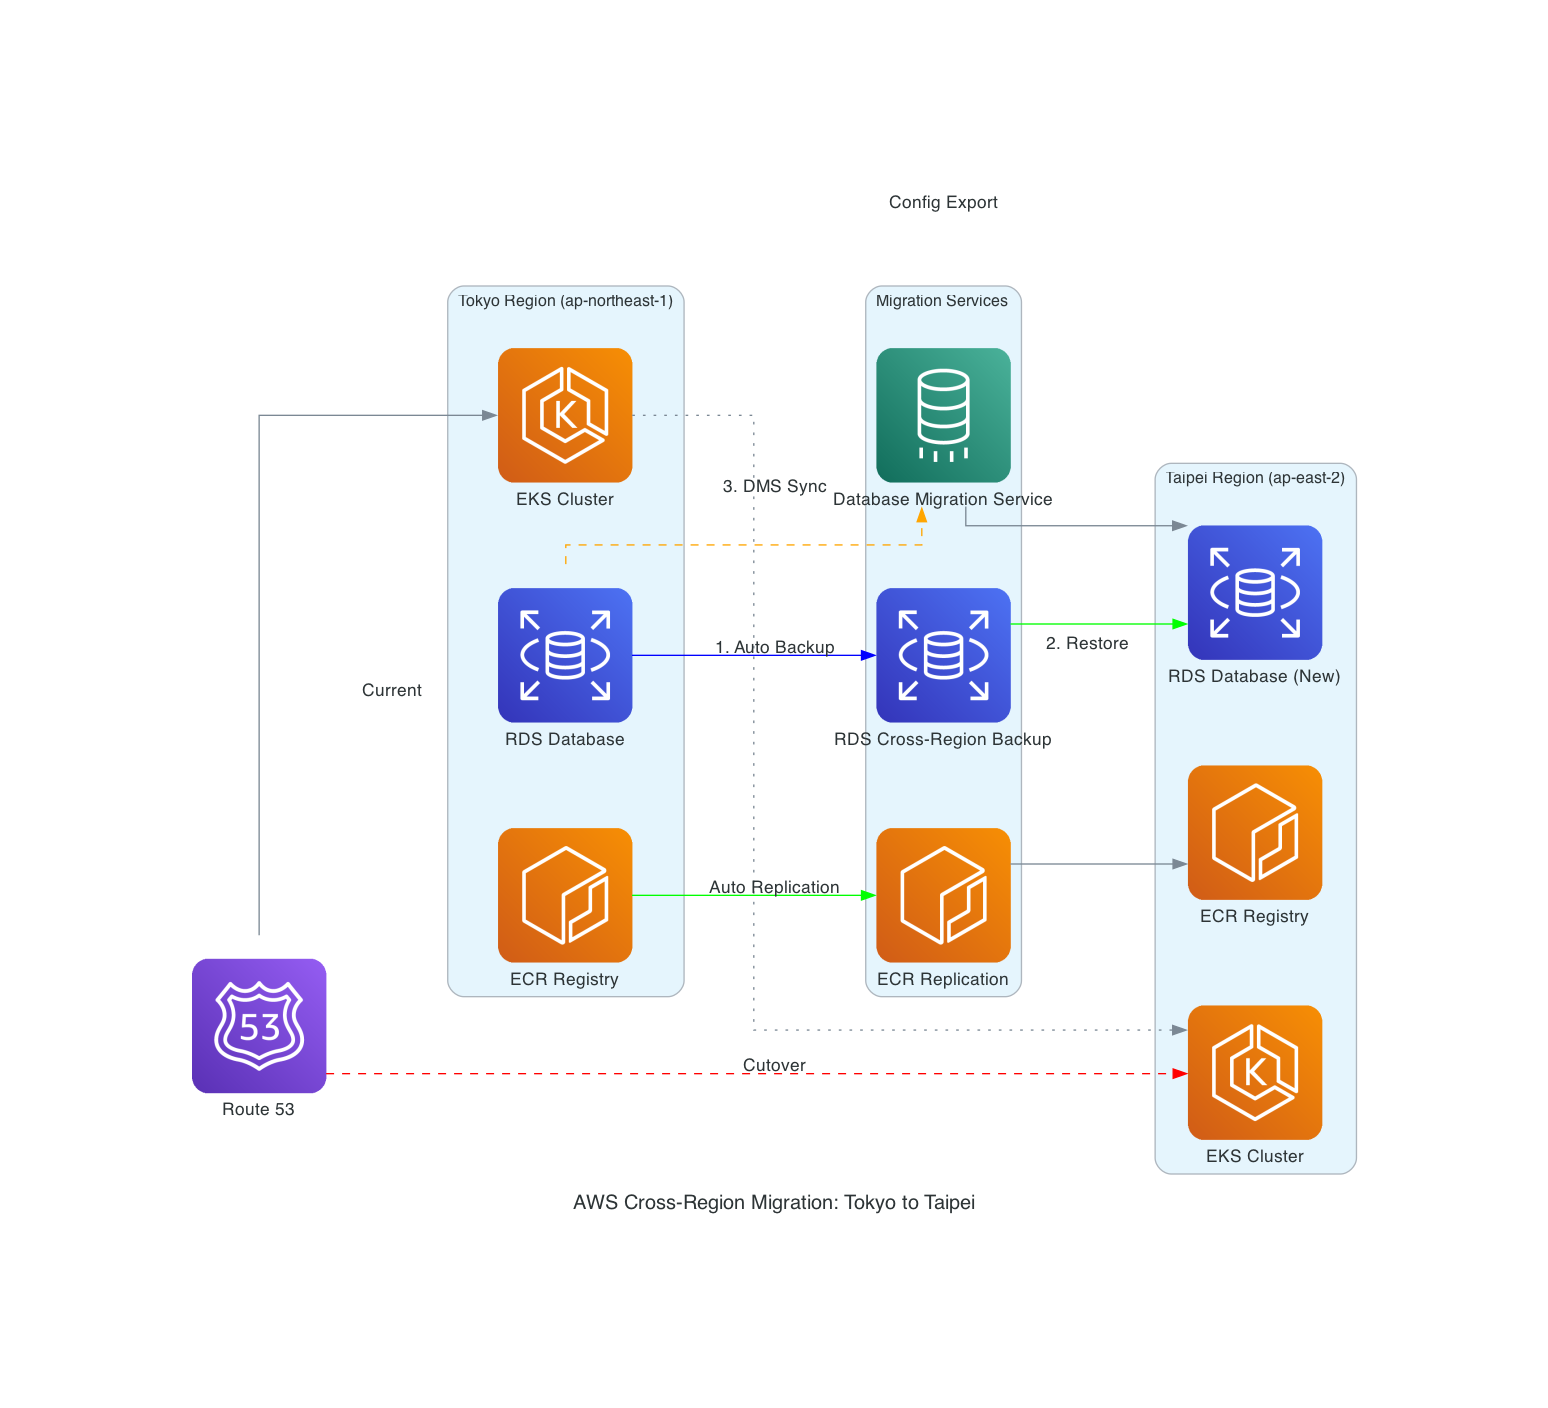 Config Export
Tokyo Region (ap-northeast-1)
Migration Services
K
EKS Cluster
3. DMS Sync
Database Migration Service
Taipei Region (ap-east-2)
1. Auto Backup
2. Restore
RDS Database (New)
Current
RDS Database
RDS Cross-Region Backup
Auto Replication
ECR Registry
ECR Registry
ECR Replication
53
Route 53
Cutover
K
EKS Cluster
AWS Cross-Region Migration: Tokyo to Taipei